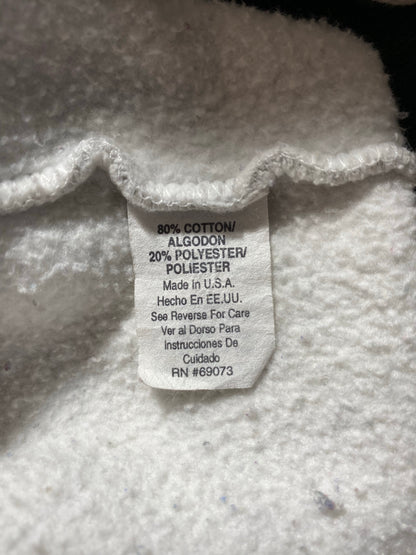 80% COTTON/
ALGODON
20% POLYESTER/
POLIESTER
Made in U.S.A.
Hecho En EE.UU.
See Reverse For Care
Ver al Dorso Para
Instrucciones De
Cuidado
RN #69073